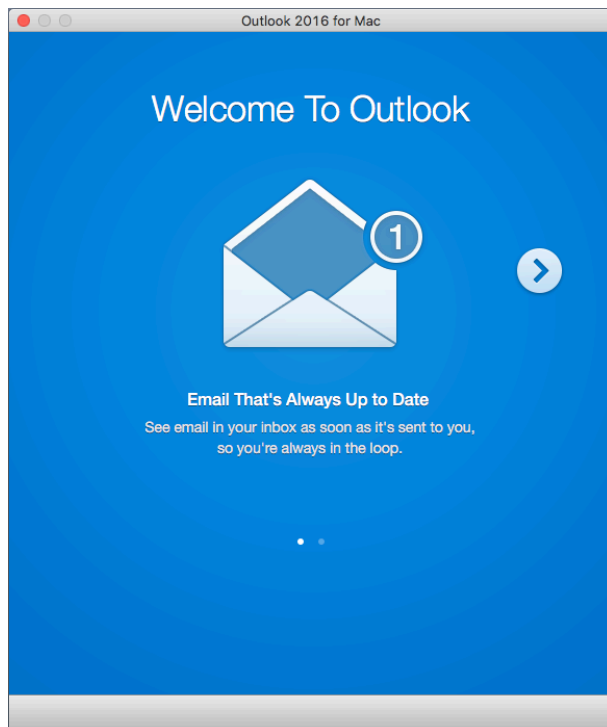 Outlook 2016 for Mac
Welcome To Outlook
1
Email That's Always Up to Date
See email in your inbox as soon as it's sent to you,
so you're always in the loop.